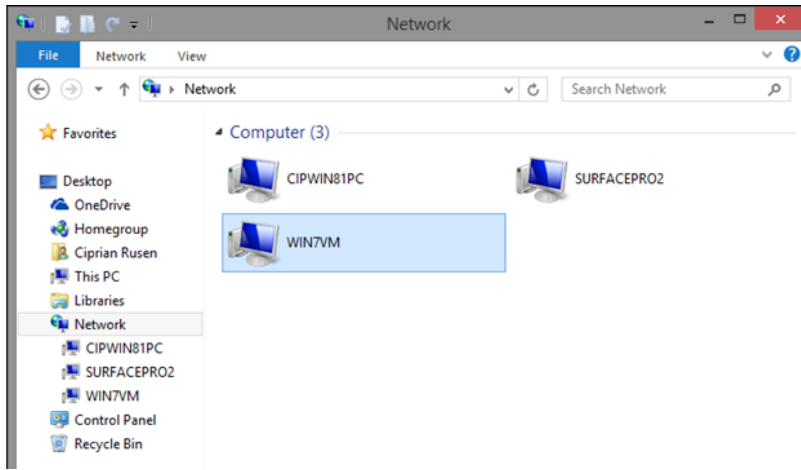 Network
File Network View
Network
Search Network
Favorites
Desktop
OneDrive
Homegroup
Ciprian Rusen
This PC
Libraries
Network
CIPWIN81PC
SURFACEPRO2
WIN7VM
Control Panel
Recycle Bin
Computer (3)
CIPWIN81PC SURFACEPRO2
WIN7VM